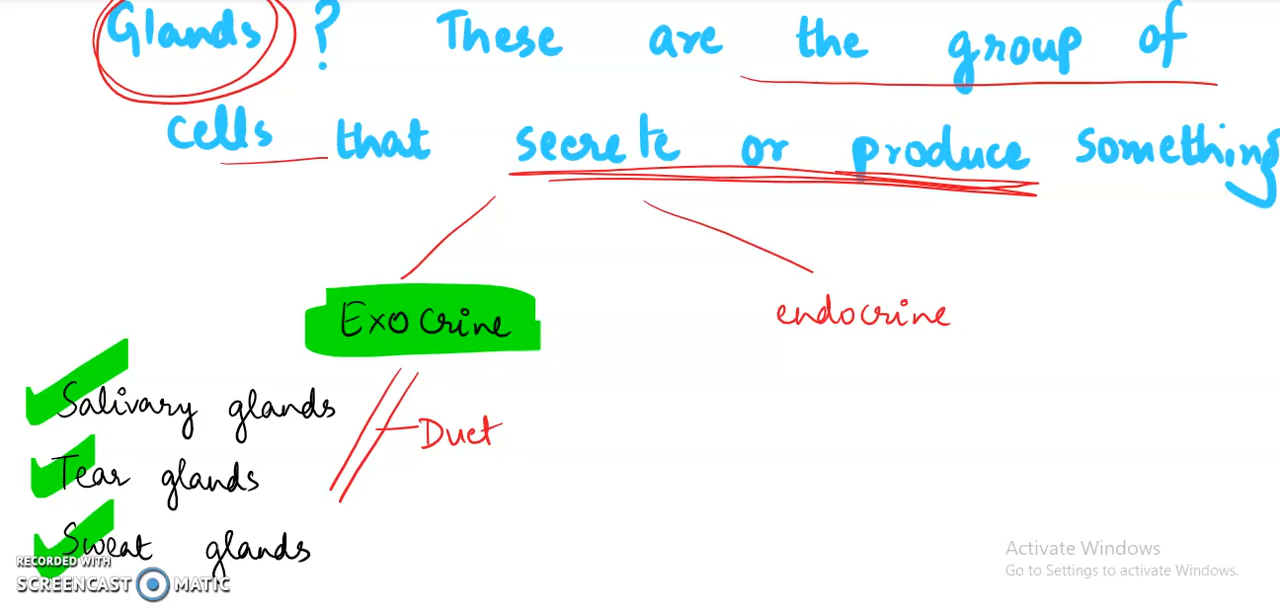 Glands ? These are the group of
cells that secrete or produce something
Exocrine
endocrine
Salivary glands
Duct
Tear glands
Sweat glands
RECORDED WITH
SCREENCAST MATIC
Activate Windows
Go to Settings to activate Windows.